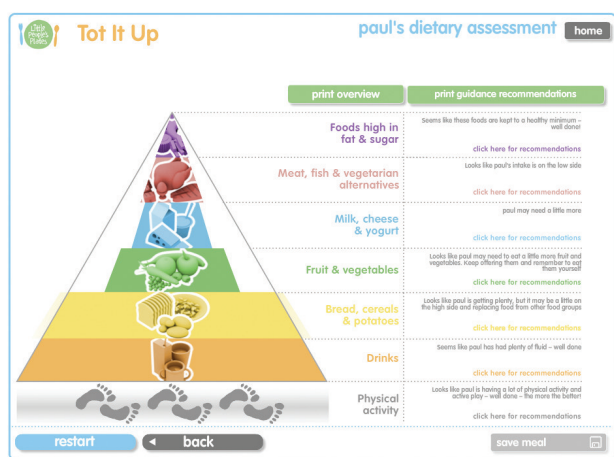 Little
People's
Plates
Tot It Up
paul's dietary assessment
home
print overview
print guidance recommendations
Foods high in
fat & sugar
Seems like these foods are kept to a healthy minimum –
well done!
click here for recommendations
Meat, fish & vegetarian
alternatives
Looks like paul's intake is on the low side
click here for recommendations
Milk, cheese
& yogurt
paul may need a little more
click here for recommendations
Fruit & vegetables
Looks like paul may need to eat a little more fruit and
vegetables. Keep offering them and remember to eat
them yourself
click here for recommendations
Bread, cereals
& potatoes
Looks like paul is getting plenty, but it may be a little on
the high side and replacing food from other food groups
click here for recommendations
Drinks
Seems like paul has had plenty of fluid – well done
click here for recommendations
Physical
activity
Looks like paul is having a lot of physical activity and
active play – well done – the more the better!
click here for recommendations
restart
back
save meal